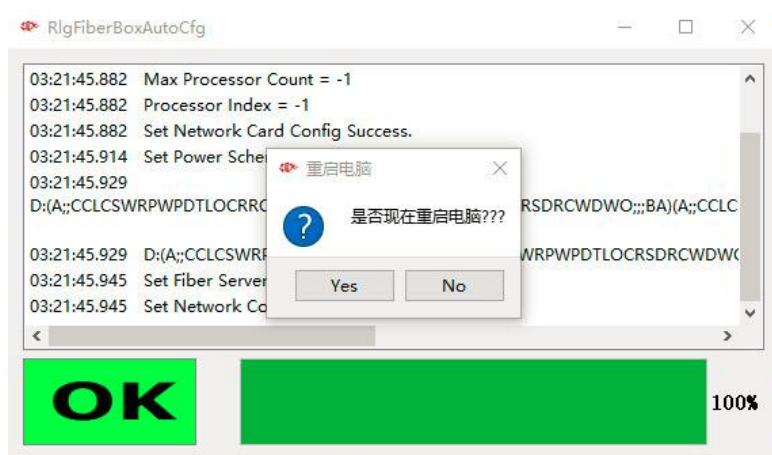 RlgFiberBoxAutoCfg
03:21:45.882 Max Processor Count = -1
03:21:45.882 Processor Index = -1
03:21:45.882 Set Network Card Config Success.
03:21:45.914 Set Power Sche
03:21:45.929
D:(A;;CCLCSWRPWPDTLOCRRC RSDRCWDWO;;;BA)(A;;CCLC
03:21:45.929 D:(A;;CCLCSWRP WRPWPDTLOCRSDRCWDWO
03:21:45.945 Set Fiber Server
03:21:45.945 Set Network Co
重启电脑
是否现在重启电脑???
Yes No
OK
100%